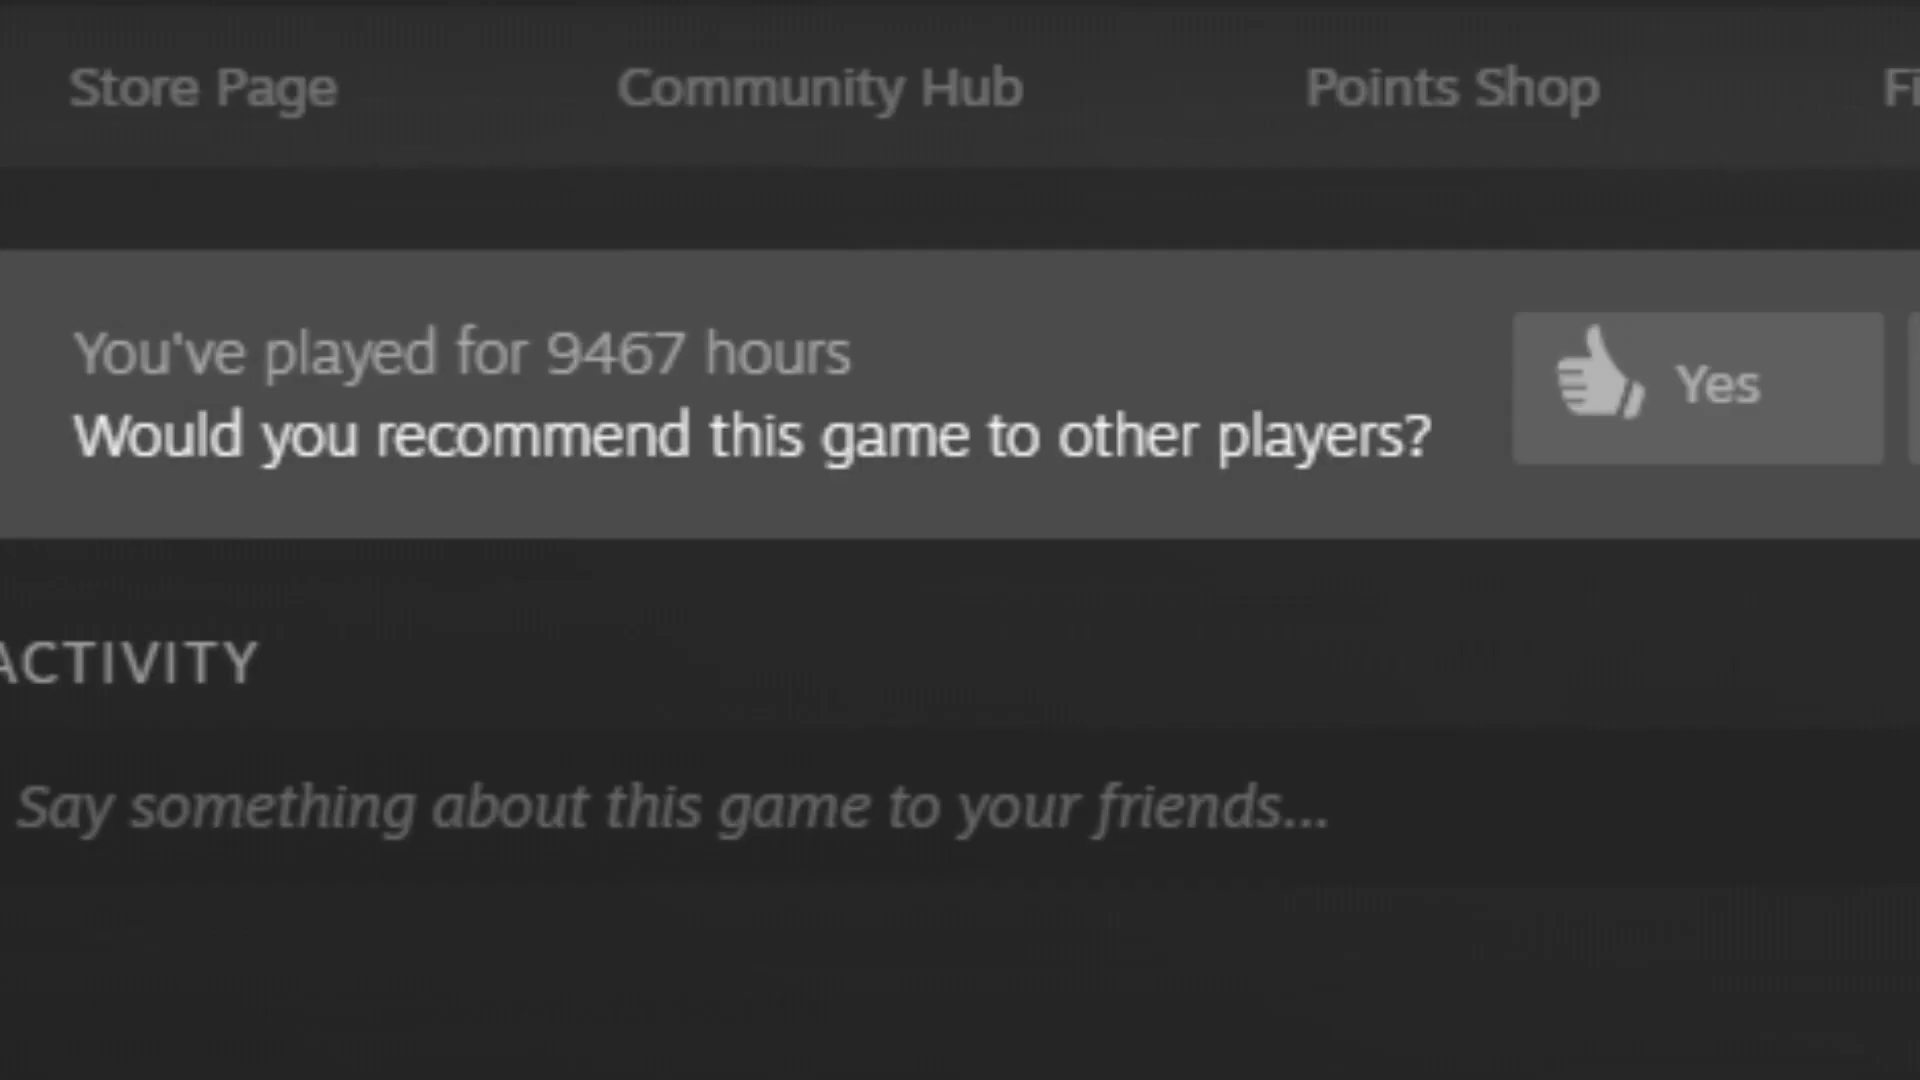 Store Page Community Hub Points Shop
You've played for 9467 hours
Would you recommend this game to other players?
Yes
ACTIVITY
Say something about this game to your friends...